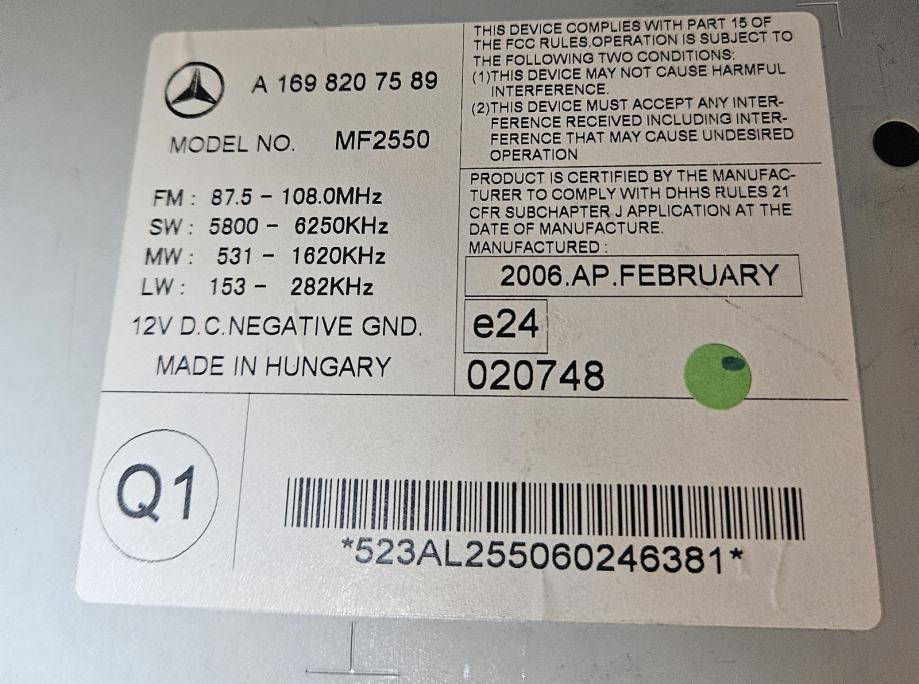 A 169 820 75 89
MODEL NO. MF2550
FM : 87.5 - 108.0MHz
SW : 5800 - 6250KHz
MW : 531 - 1620KHz
LW : 153 - 282KHz
12V D.C.NEGATIVE GND.
MADE IN HUNGARY
THIS DEVICE COMPLIES WITH PART 15 OF
THE FCC RULES.OPERATION IS SUBJECT TO
THE FOLLOWING TWO CONDITIONS:
(1)THIS DEVICE MAY NOT CAUSE HARMFUL
INTERFERENCE.
(2)THIS DEVICE MUST ACCEPT ANY INTER-
FERENCE RECEIVED INCLUDING INTER-
FERENCE THAT MAY CAUSE UNDESIRED
OPERATION
PRODUCT IS CERTIFIED BY THE MANUFAC-
TURER TO COMPLY WITH DHHS RULES 21
CFR SUBCHAPTER J APPLICATION AT THE
DATE OF MANUFACTURE.
MANUFACTURED :
2006.AP.FEBRUARY
e24
020748
Q1
*523AL255060246381*